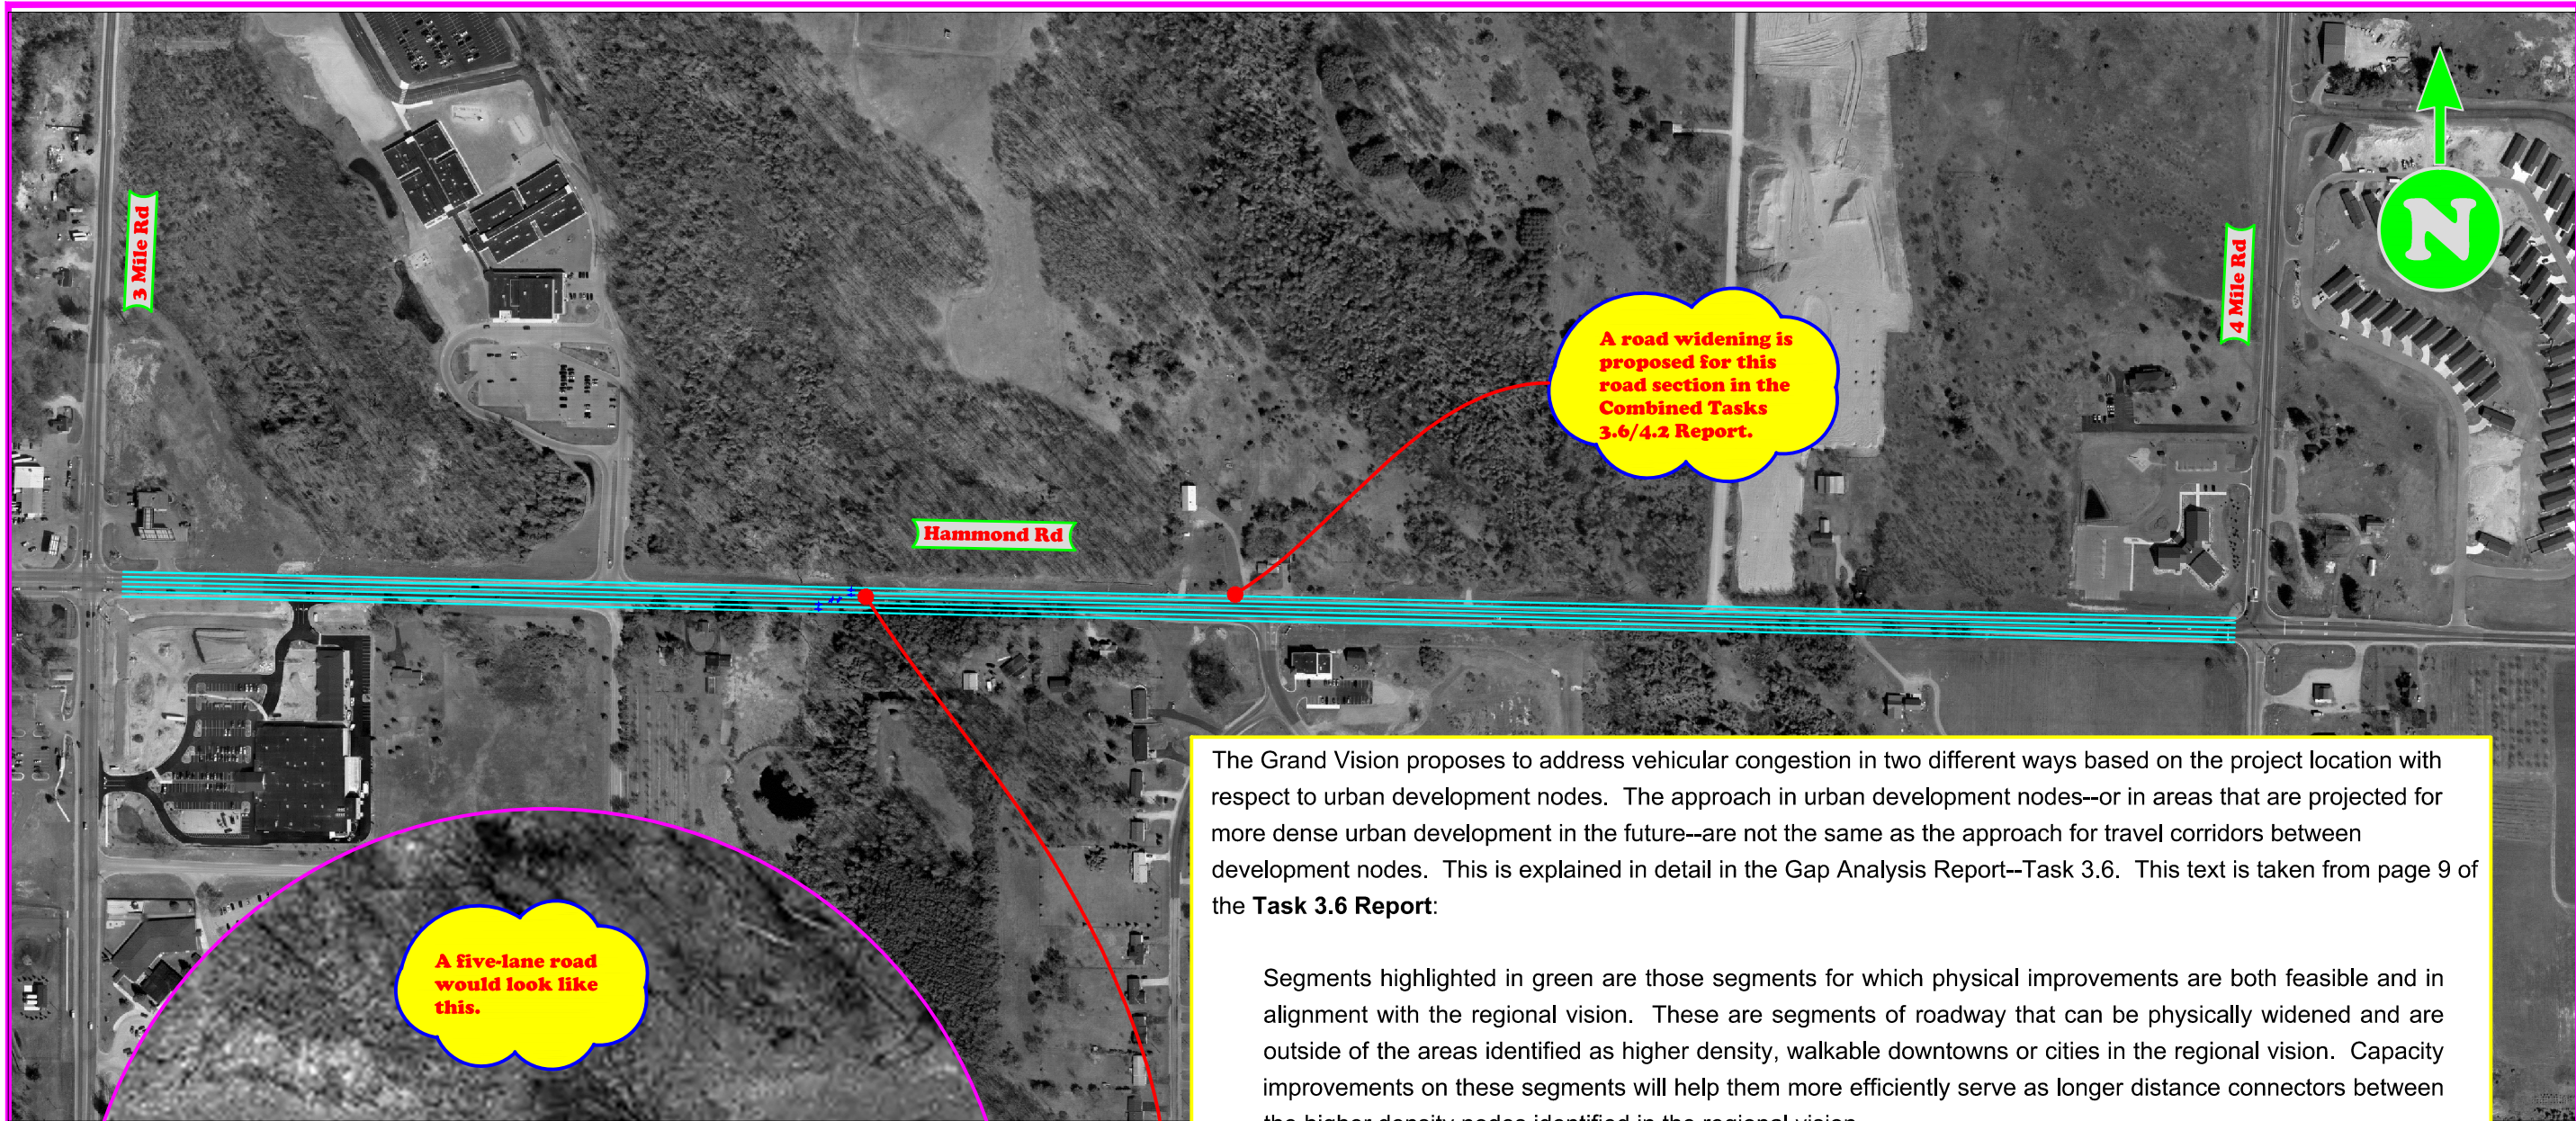 3 Mile Rd
N
4 Mile Rd
A road widening is
proposed for this
road section in the
Combined Tasks
3.6/4.2 Report.
Hammond Rd
A five-lane road
would look like
this.
The Grand Vision proposes to address vehicular congestion in two different ways based on the project location with
respect to urban development nodes.  The approach in urban development nodes--or in areas that are projected for
more dense urban development in the future--are not the same as the approach for travel corridors between
development nodes.  This is explained in detail in the Gap Analysis Report--Task 3.6.  This text is taken from page 9 of
the Task 3.6 Report:
Segments highlighted in green are those segments for which physical improvements are both feasible and in
alignment with the regional vision.  These are segments of roadway that can be physically widened and are
outside of the areas identified as higher density, walkable downtowns or cities in the regional vision.  Capacity
improvements on these segments will help them more efficiently serve as longer distance connectors between
the higher density nodes identified in the regional vision.